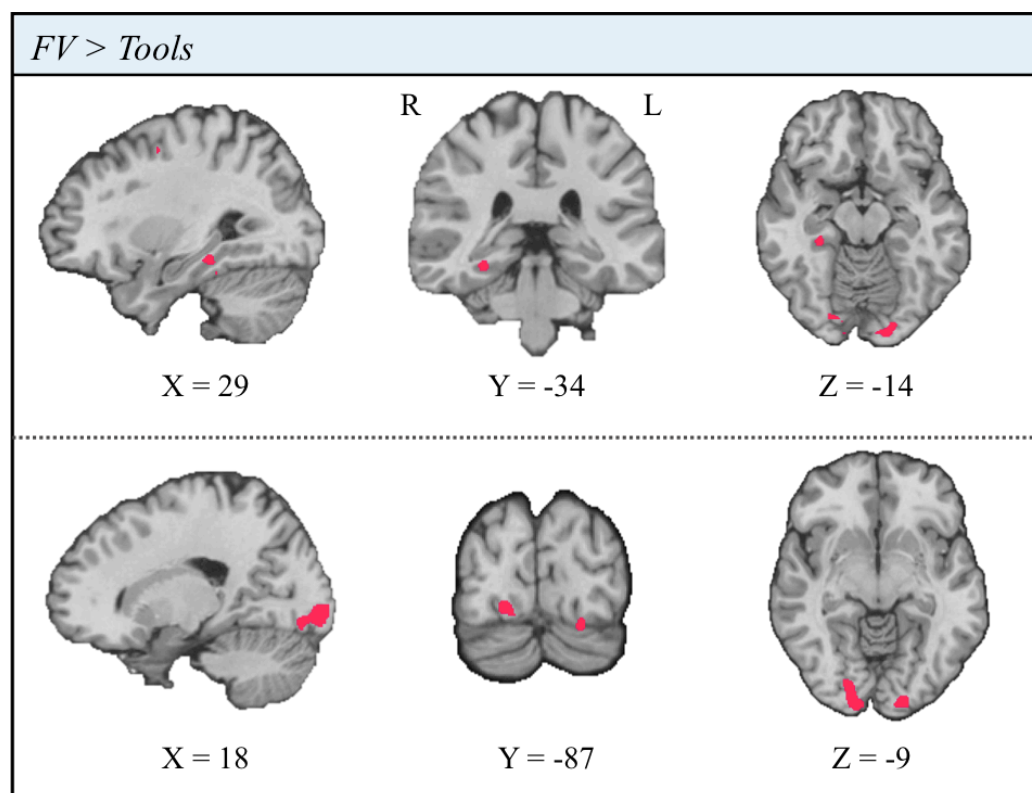 FV > Tools
R L
X = 29 Y = -34 Z = -14
X = 18 Y = -87 Z = -9